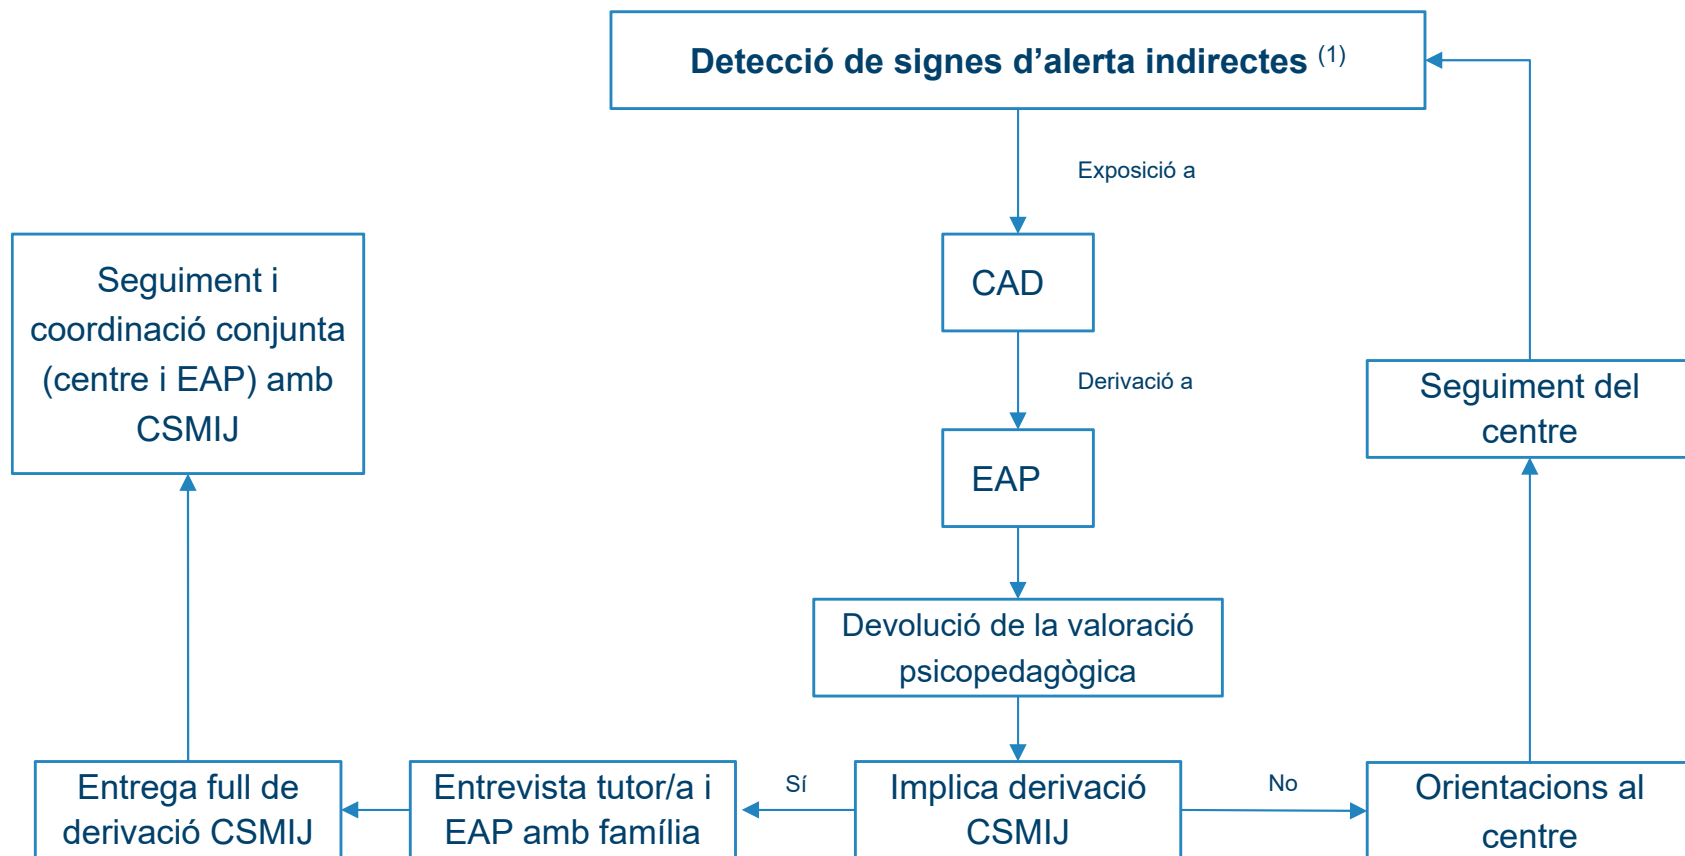 Detecció de signes d’alerta indirectes (1)
Exposició a
CAD
Derivació a
EAP
Devolució de la valoració
psicopedagògica
Implica derivació
CSMIJ
Sí
Entrevista tutor/a i
EAP amb família
Entrega full de
derivació CSMIJ
Seguiment i
coordinació conjunta
(centre i EAP) amb
CSMIJ
No
Orientacions al
centre
Seguiment del
centre